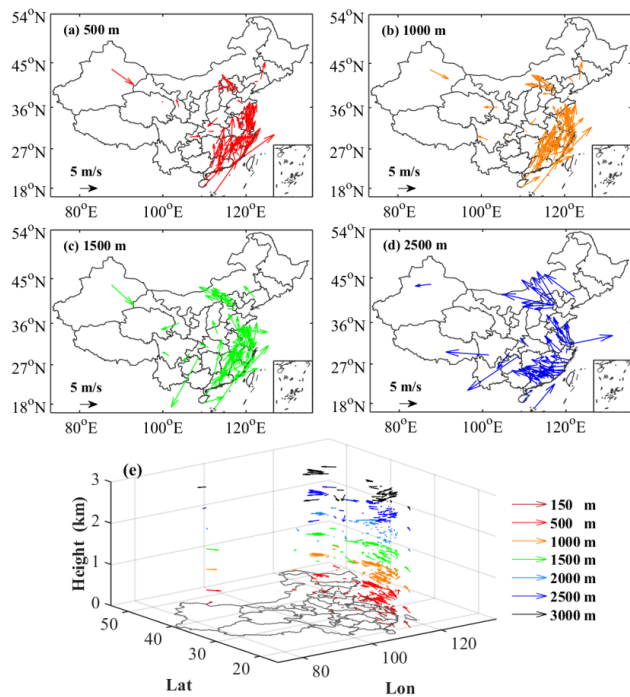 54°N
(a) 500 m
45°N
36°N
27°N
5 m/s
18°N
80°E 100°E 120°E
54°N
(b) 1000 m
45°N
36°N
27°N
5 m/s
18°N
80°E 100°E 120°E
54°N
(c) 1500 m
45°N
36°N
27°N
5 m/s
18°N
80°E 100°E 120°E
54°N
(d) 2500 m
45°N
36°N
27°N
5 m/s
18°N
80°E 100°E 120°E
(e)
Height (km)
3
2
1
0
50
40
30
20
Lat
80
100
120
Lon
150 m
500 m
1000 m
1500 m
2000 m
2500 m
3000 m